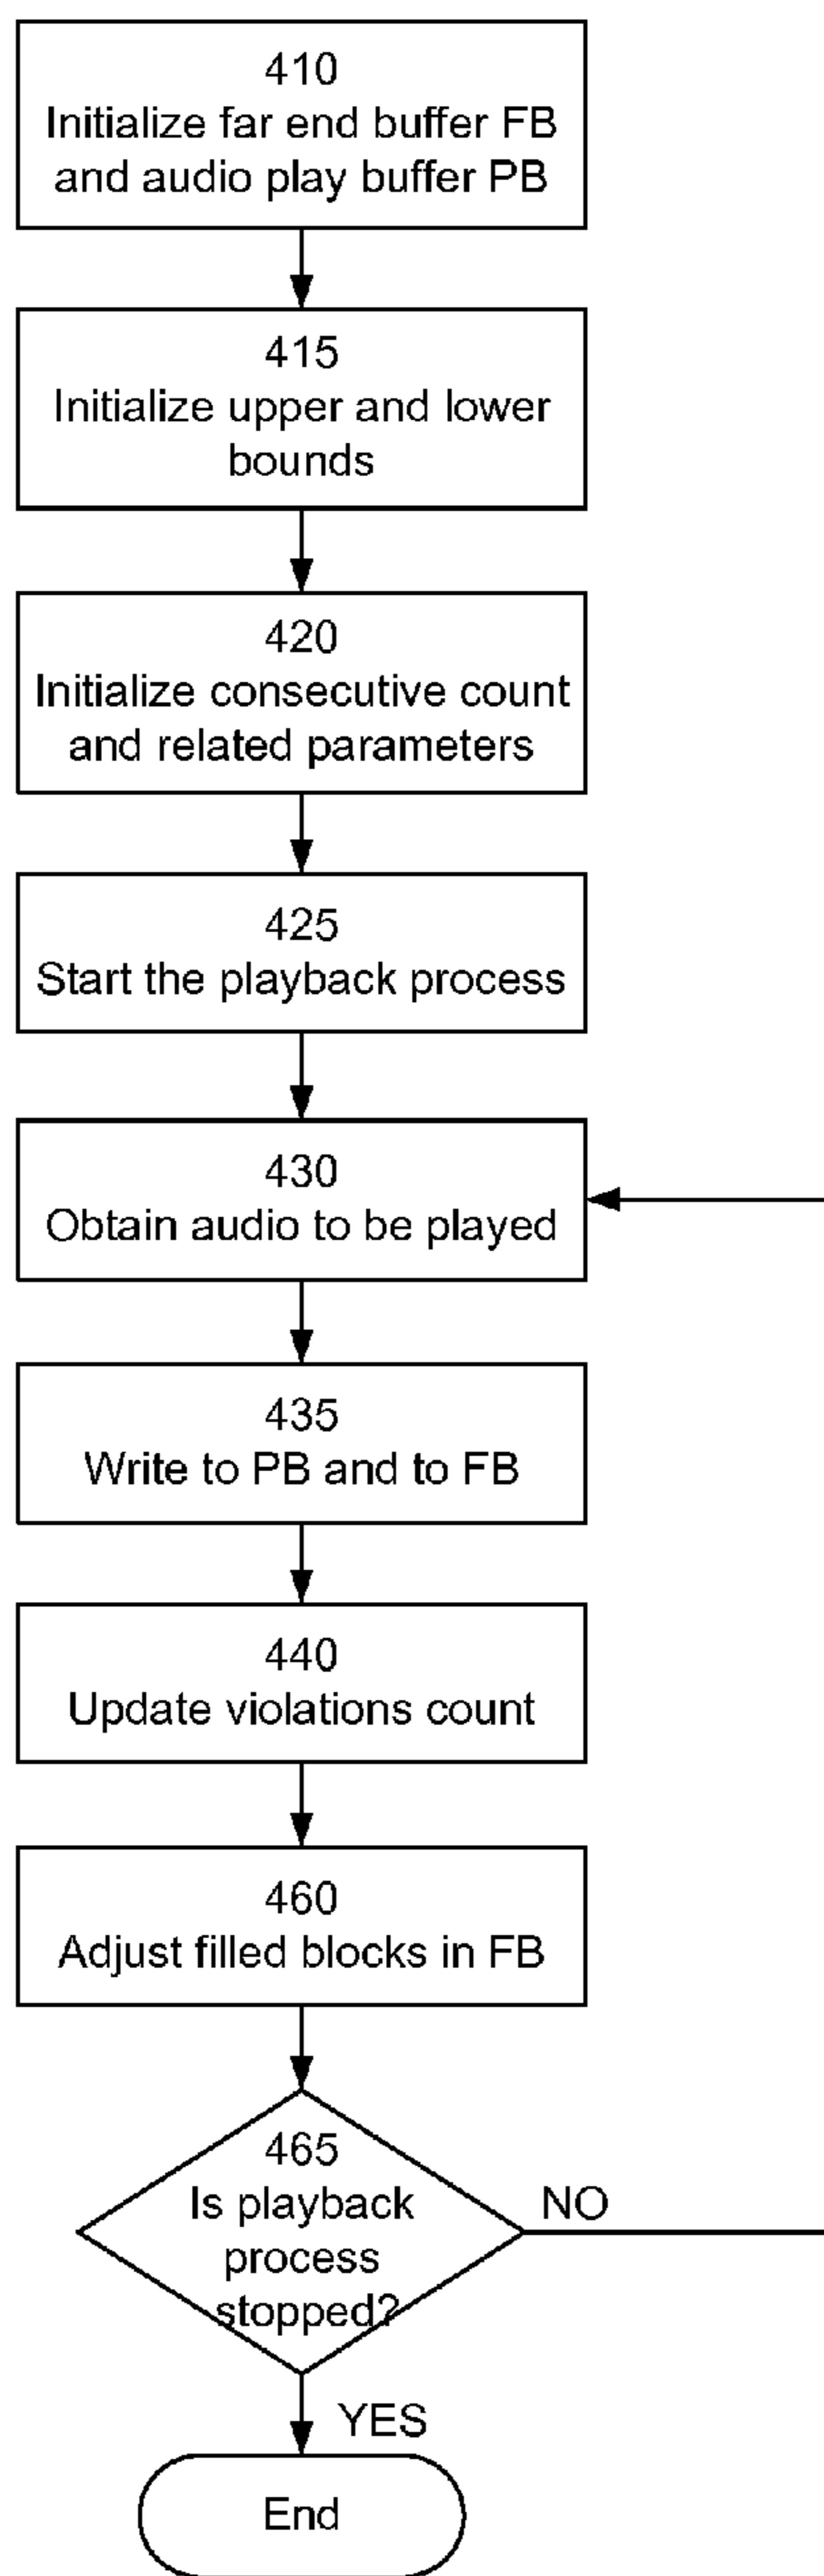 410
Initialize far end buffer FB
and audio play buffer PB
415
Initialize upper and lower
bounds
420
Initialize consecutive count
and related parameters
425
Start the playback process
430
Obtain audio to be played
435
Write to PB and to FB
440
Update violations count
460
Adjust filled blocks in FB
465
Is playback
process
stopped?
NO
YES
End